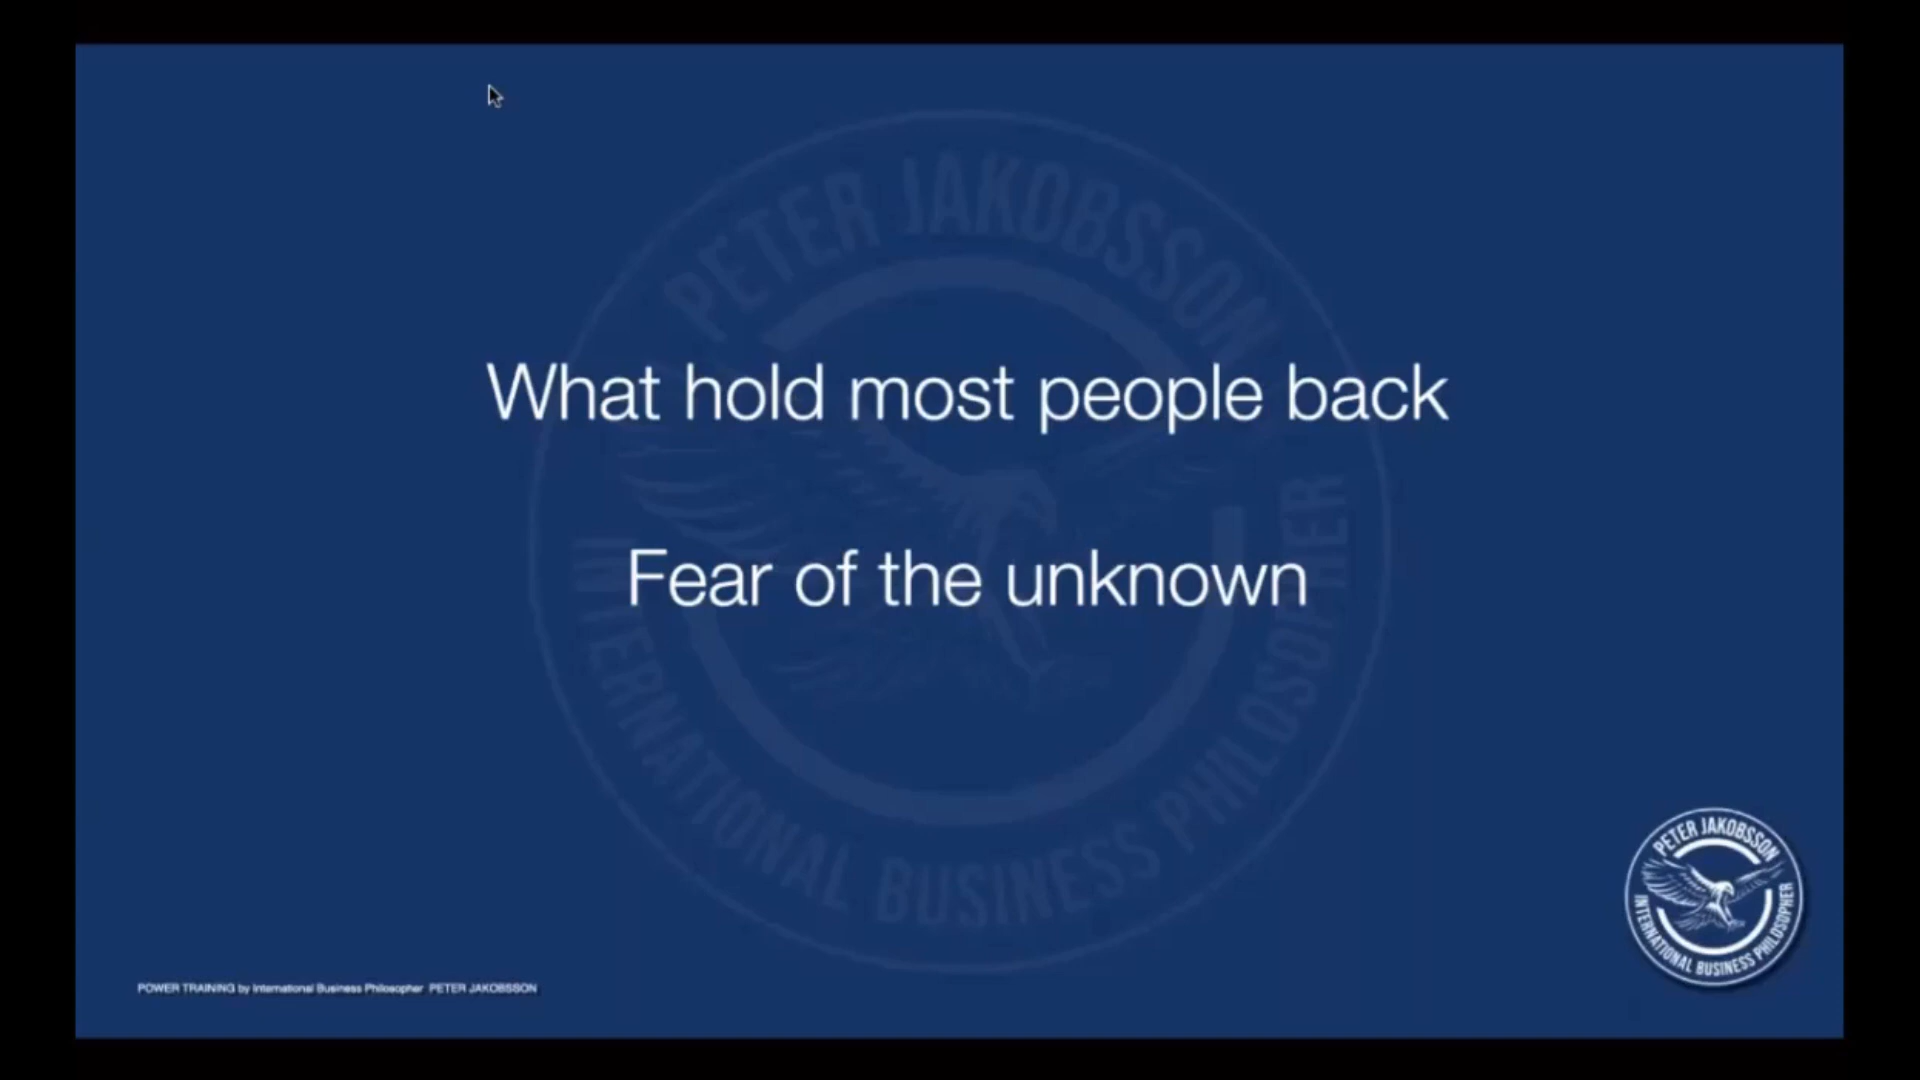 PETER JAKOBSSON
What hold most people back
Fear of the unknown
INTERNATIONAL BUSINESS PHILOSOPHER
PETER JAKOBSSON
INTERNATIONAL BUSINESS PHILOSOPHER
POWER TRAINING by International Business Philosopher PETER JAKOBSSON